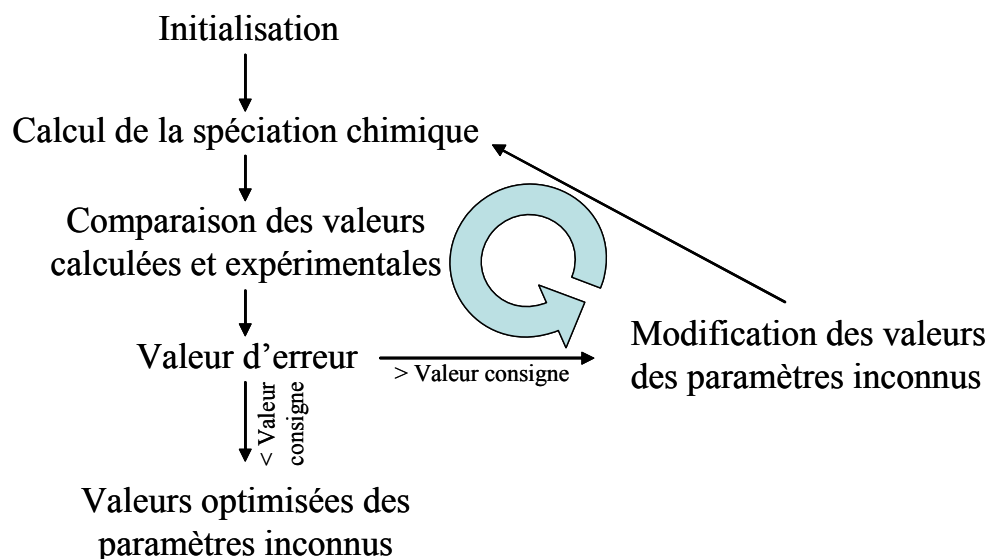 Initialisation
Calcul de la spéciation chimique
Comparaison des valeurs
calculées et expérimentales
Valeur d’erreur
> Valeur consigne
Modification des valeurs
des paramètres inconnus
< Valeur
consigne
Valeurs optimisées des
paramètres inconnus